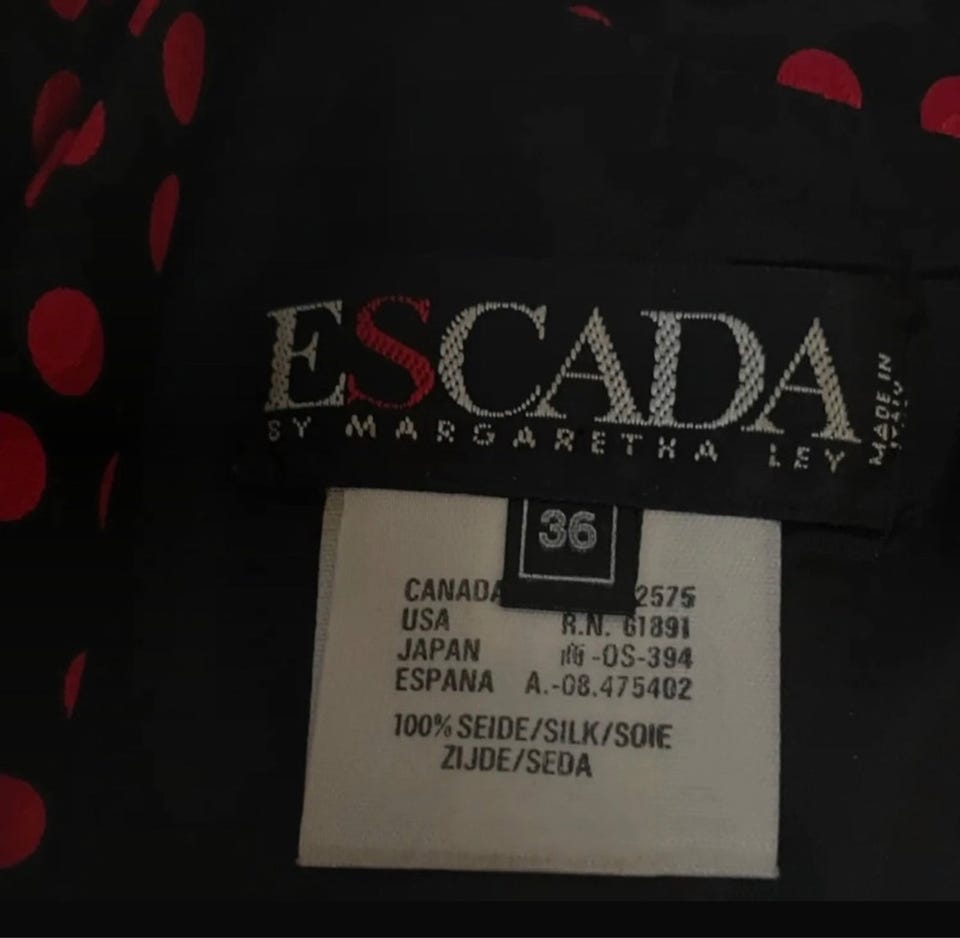 ESCADA
BY MARGARETHA LEY
MADE IN
36
CANADA 2575
USA R.N. 61891
JAPAN -OS-394
ESPANA A.-08.475402
100% SEIDE/SILK/SOIE
ZIJDE/SEDA